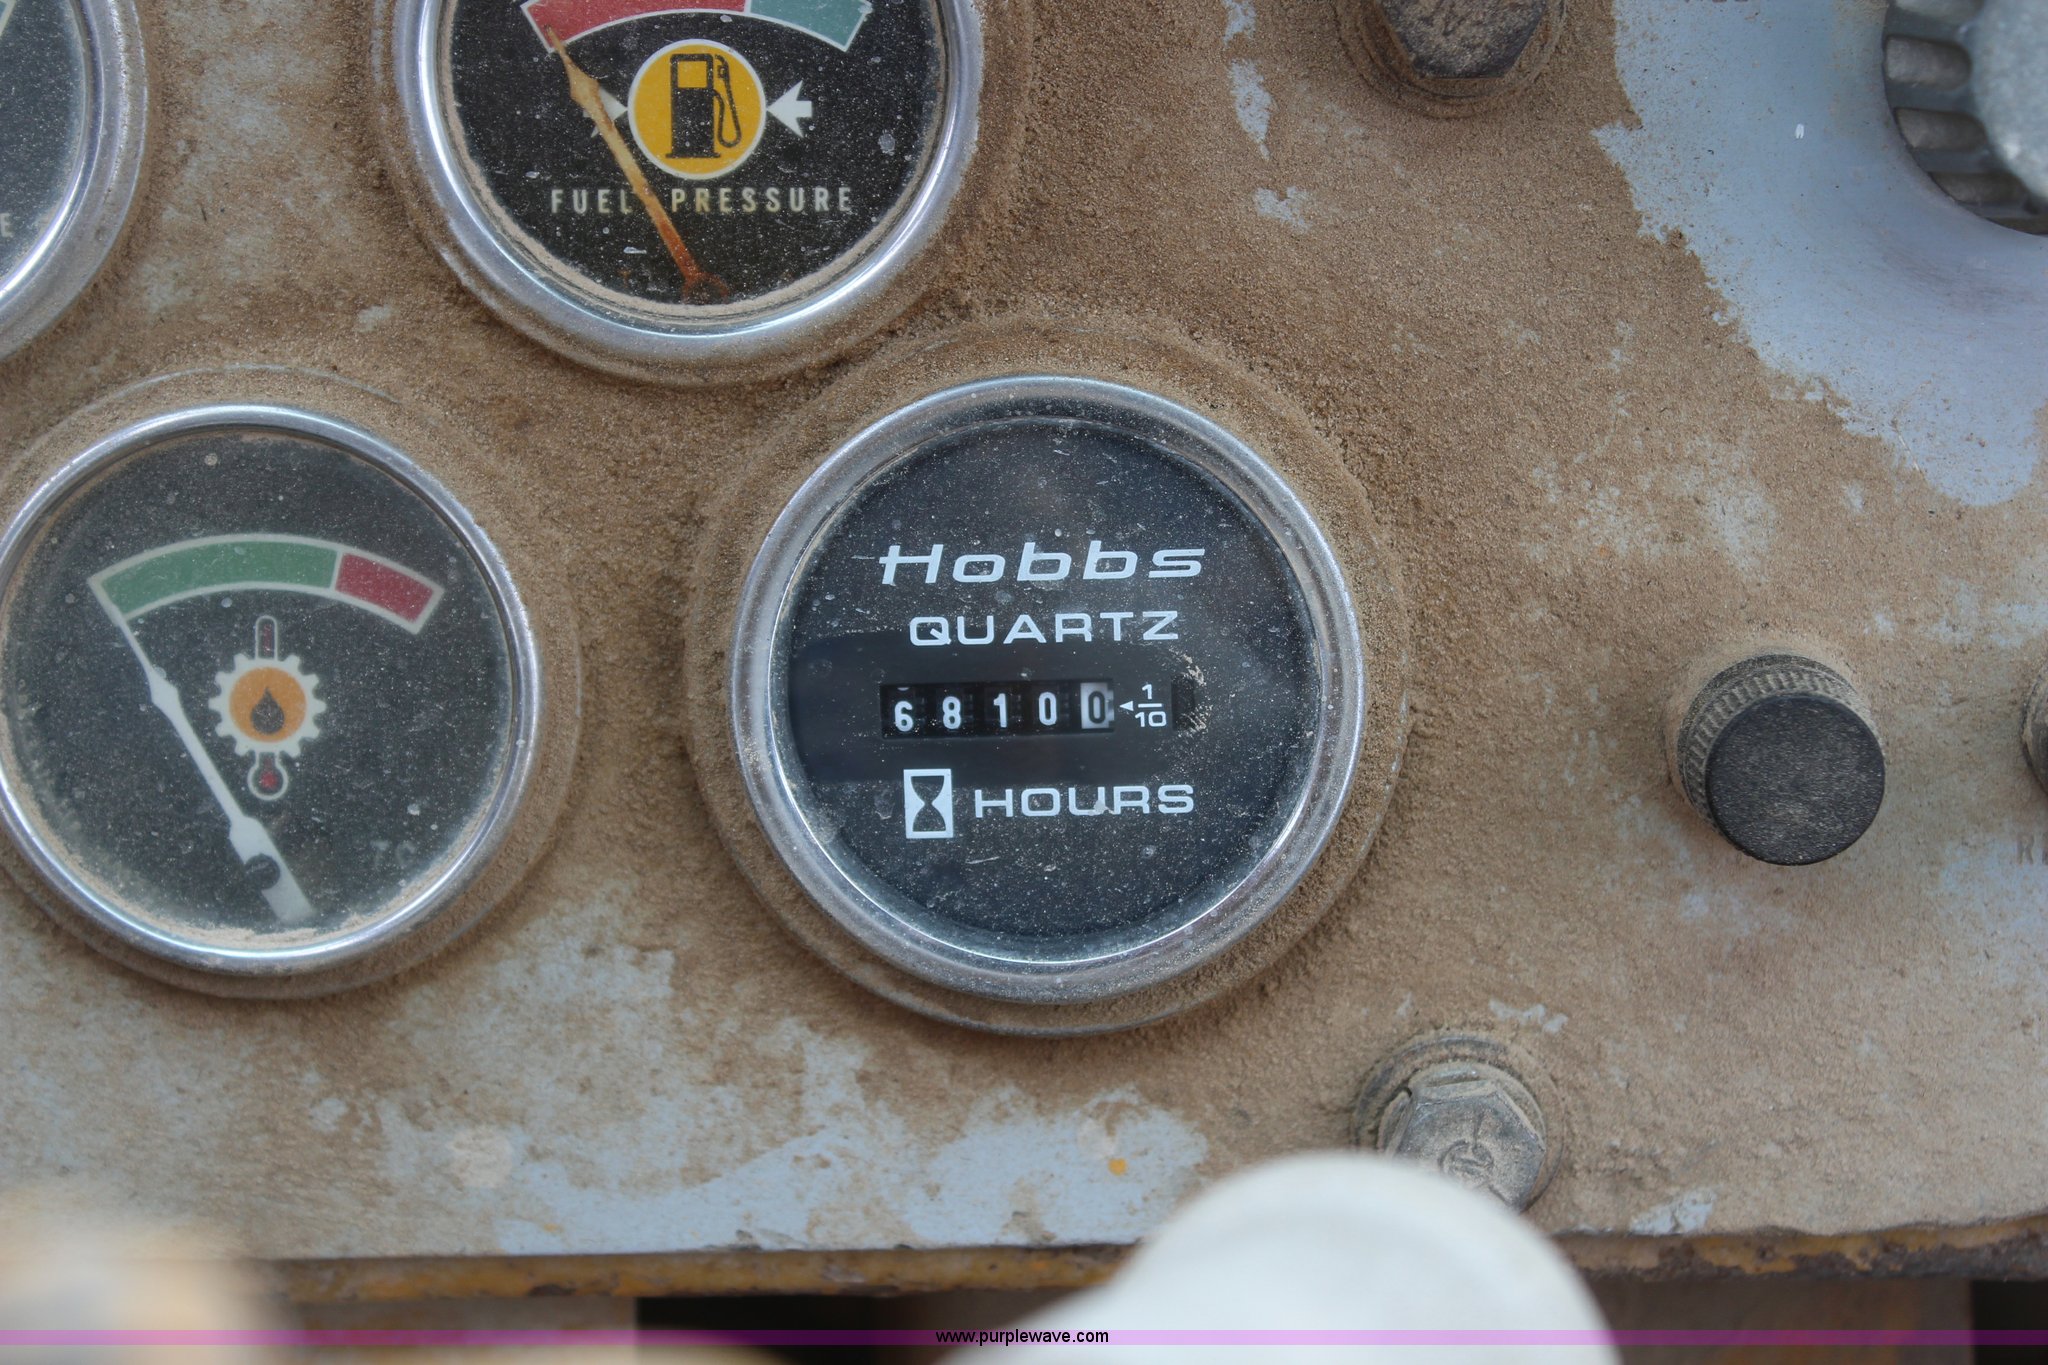 FUEL PRESSURE
E
Hobbs
QUARTZ
68100
1/10
HOURS
www.purplewave.com